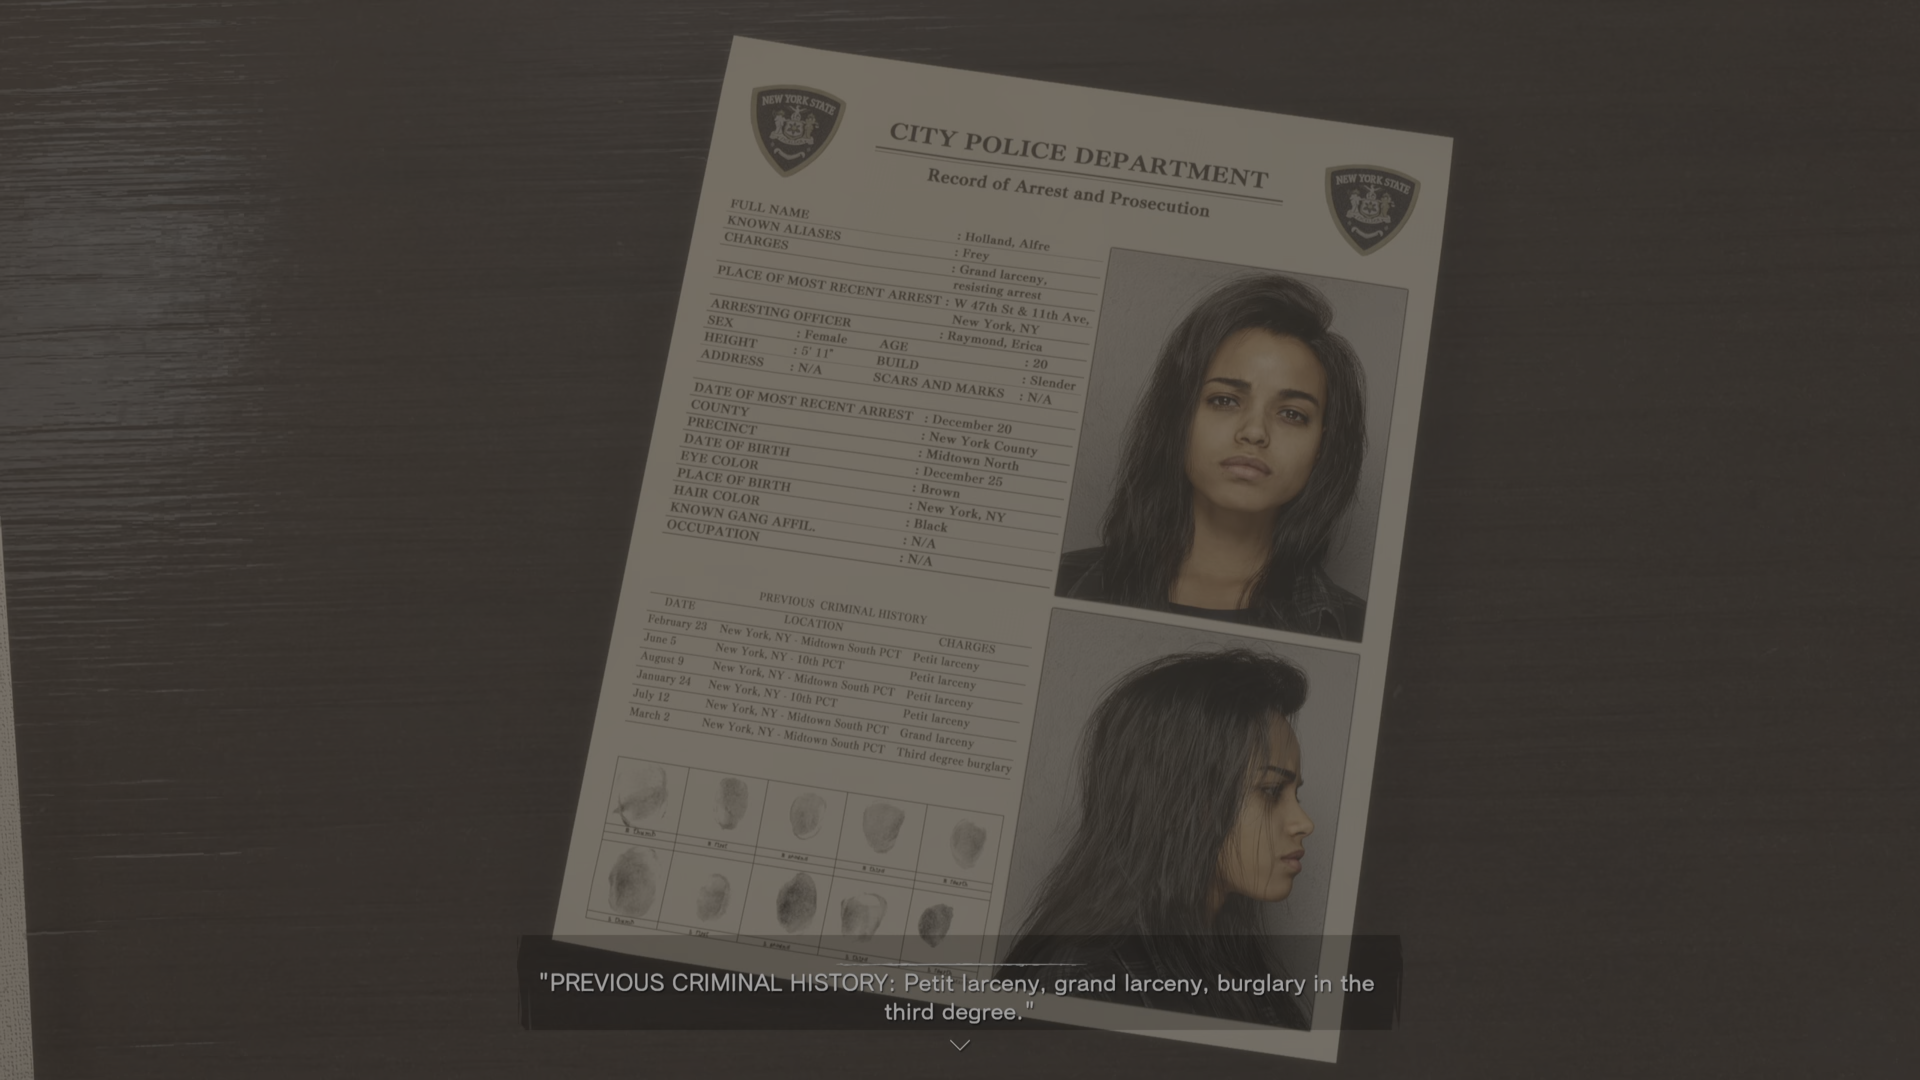 NEW YORK STATE
CITY POLICE DEPARTMENT
Record of Arrest and Prosecution
NEW YORK STATE
FULL NAME : Holland, Alfre
KNOWN ALIASES : Frey
CHARGES : Grand larceny,
resisting arrest
PLACE OF MOST RECENT ARREST : W 47th St & 11th Ave,
New York, NY
ARRESTING OFFICER : Raymond, Erica
SEX : Female AGE : 20
HEIGHT : 5' 11" BUILD : Slender
ADDRESS : N/A SCARS AND MARKS : N/A
DATE OF MOST RECENT ARREST : December 20
COUNTY : New York County
PRECINCT : Midtown North
DATE OF BIRTH : December 25
EYE COLOR : Brown
PLACE OF BIRTH : New York, NY
HAIR COLOR : Black
KNOWN GANG AFFIL. : N/A
OCCUPATION : N/A
PREVIOUS CRIMINAL HISTORY
DATE LOCATION CHARGES
February 23 New York, NY - Midtown South PCT Petit larceny
June 5 New York, NY - 10th PCT Petit larceny
August 9 New York, NY - Midtown South PCT Petit larceny
January 24 New York, NY - 10th PCT Petit larceny
July 12 New York, NY - Midtown South PCT Grand larceny
March 2 New York, NY - Midtown South PCT Third degree burglary
"PREVIOUS CRIMINAL HISTORY: Petit larceny, grand larceny, burglary in the
third degree."